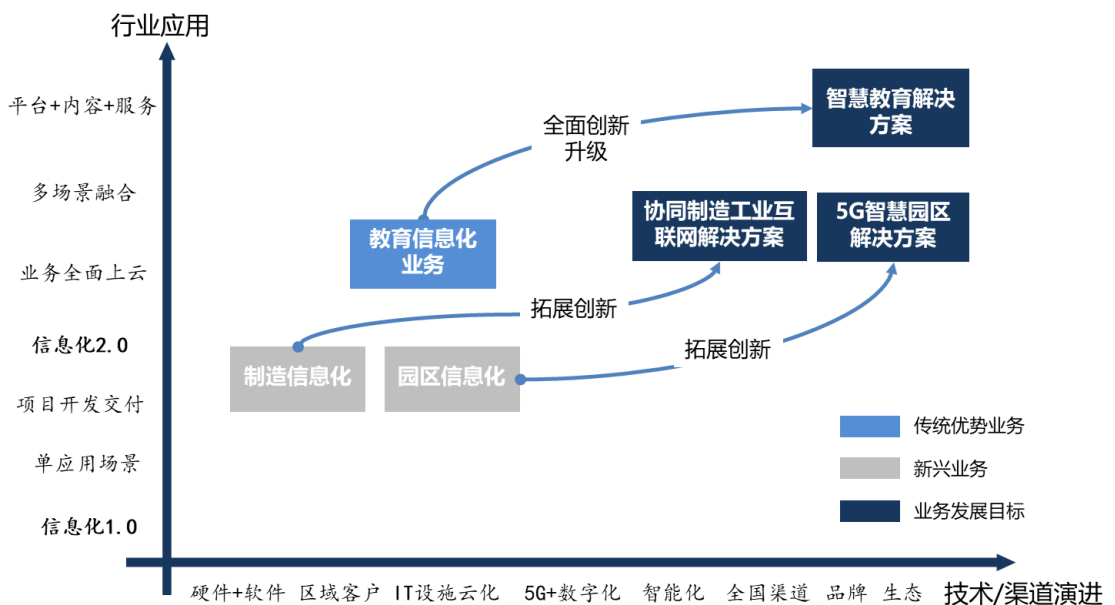 行业应用
平台+内容+服务
智慧教育解决
方案
全面创新
升级
多场景融合
教育信息化
业务
协同制造工业互
联网解决方案
5G智慧园区
解决方案
业务全面上云
拓展创新
信息化2.0
拓展创新
制造信息化
园区信息化
项目开发交付
传统优势业务
单应用场景
新兴业务
信息化1.0
业务发展目标
硬件+软件 区域客户 IT设施云化 5G+数字化 智能化 全国渠道 品牌 生态 技术/渠道演进